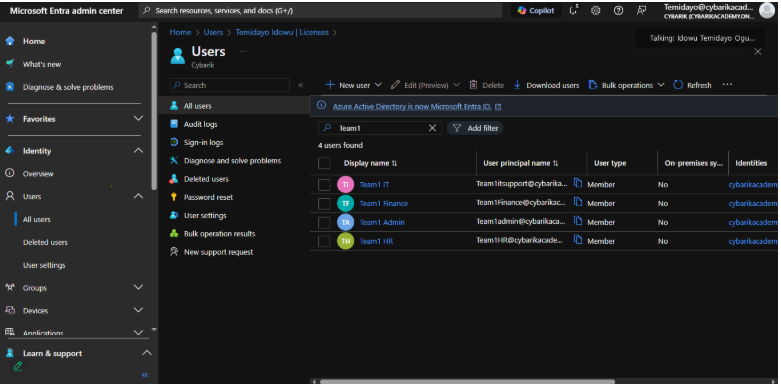 Microsoft Entra admin center
Search resources, services, and docs (G+/)
Copilot
Temidayo@cybarikacad...
CYBARIK (CYBARIKACADEMY.ON...
Talking: Idowu Temidayo Ogu...
Home
What's new
Diagnose & solve problems
Favorites
Identity
Overview
Users
All users
Deleted users
User settings
Groups
Devices
Applications
Learn & support
Home > Users > Temidayo Idowu | Licenses >
Users ...
Cybarik
Search
All users
Audit logs
Sign-in logs
Diagnose and solve problems
Deleted users
Password reset
User settings
Bulk operation results
New support request
New user Edit (Preview) Delete Download users Bulk operations Refresh ...
Azure Active Directory is now Microsoft Entra ID.
Team1 Add filter
4 users found
Display name User principal name User type On-premises sy... Identities
TI Team1 IT Team1itsupport@cybarika... Member No cybarikacadem
TF Team1 Finance Team1Finance@cybarikac... Member No cybarikacadem
TA Team1 Admin Team1admin@cybarikaca... Member No cybarikacadem
TH Team1 HR Team1HR@cybarikacade... Member No cybarikacadem